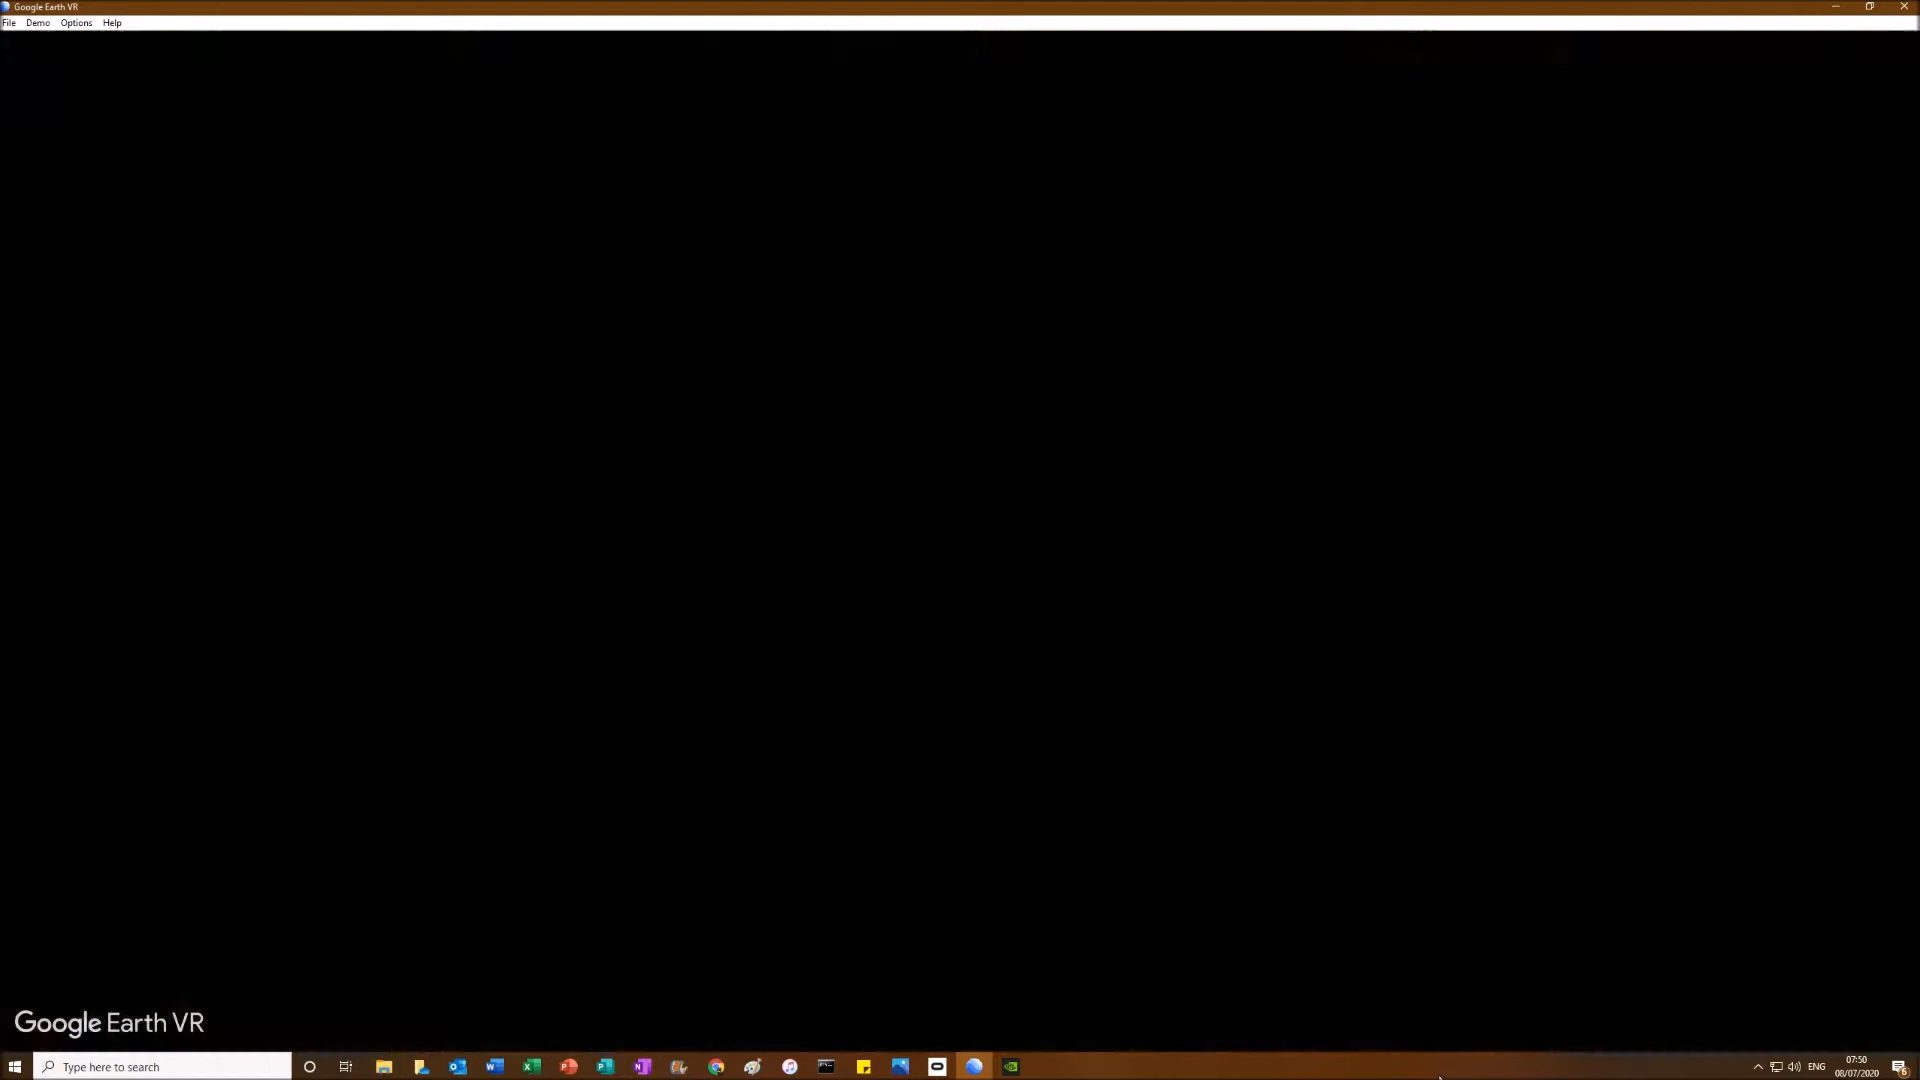 Google Earth VR
File Demo Options Help
Google Earth VR
Type here to search
ENG
07:50
08/07/2020
6